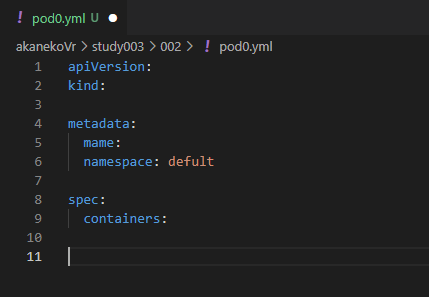 ! pod0.yml U ●
akanekoVr > study003 > 002 > ! pod0.yml
1 apiVersion:
2 kind:
3
4 metadata:
5 mame:
6 namespace: defult
7
8 spec:
9 containers:
10
11